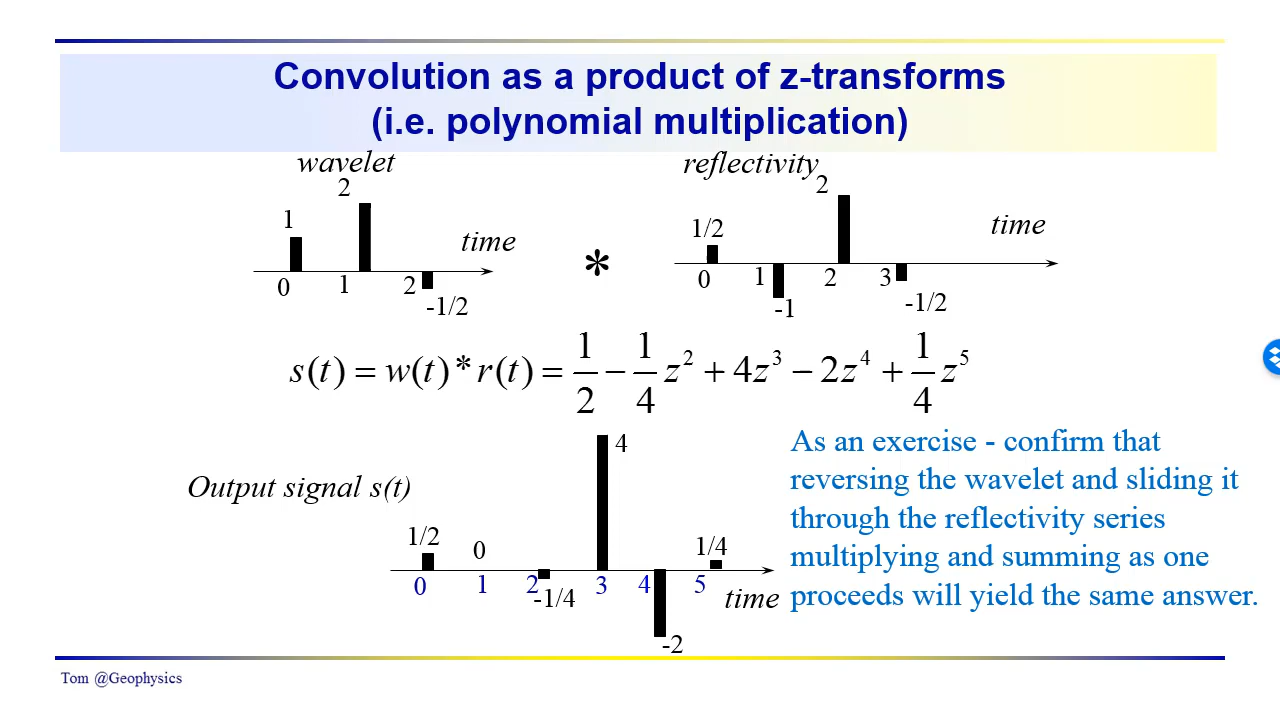 Convolution as a product of z-transforms
(i.e. polynomial multiplication)
wavelet
2
1
time
0
1
2
-1/2
*
reflectivity
2
1/2
time
0
1
2
3
-1
-1/2
s(t) = w(t) * r(t) = 1/2 − 1/4 z² + 4z³ − 2z⁴ + 1/4 z⁵
Output signal s(t)
4
1/2
0
1/4
0
1
2
3
4
5
-1/4
time
-2
As an exercise - confirm that
reversing the wavelet and sliding it
through the reflectivity series
multiplying and summing as one
proceeds will yield the same answer.
Tom @Geophysics